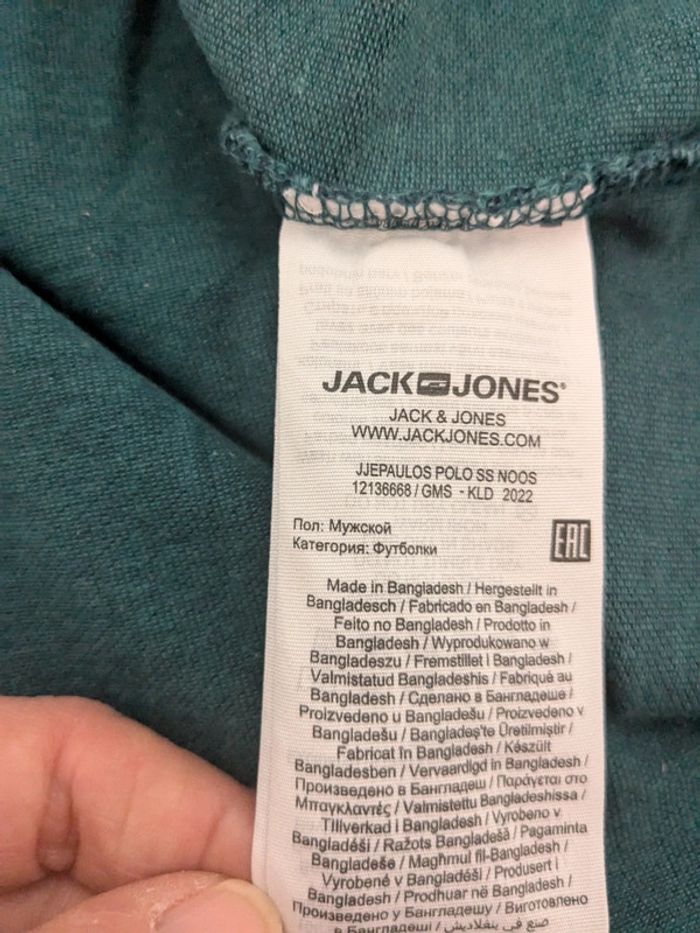 JACK JONES®
JACK & JONES
WWW.JACKJONES.COM
JJEPAULOS POLO SS NOOS
12136668 / GMS - KLD 2022
Пол: Мужской
Категория: Футболки
EAC
Made in Bangladesh / Hergestellt in
Bangladesch / Fabricado en Bangladesh /
Feito no Bangladesh / Prodotto in
Bangladesh / Wyprodukowano w
Bangladeszu / Fremstillet i Bangladesh /
Valmistatud Bangladeshis / Fabriqué au
Bangladesh / Сделано в Бангладеше /
Proizvedeno u Bangladešu / Proizvedeno v
Bangladešu / Bangladeş'te Üretilmiştir /
Fabricat în Bangladesh / Készült
Bangladesben / Vervaardigd in Bangladesh /
Произведено в Бангладеш / Παράγεται στο
Μπαγκλαντές / Valmistettu Bangladeshissa /
Tillverkad i Bangladesh / Vyrobeno v
Bangladéši / Ražots Bangladešā / Pagaminta
Bangladeše / Magħmul fil-Bangladesh /
Vyrobené v Bangladéši / Produsert i
Bangladesh / Prodhuar në Bangladesh /
Произведено у Бангладешу / Виготовлено
в Бангладеші / صنع في بنغلاديش